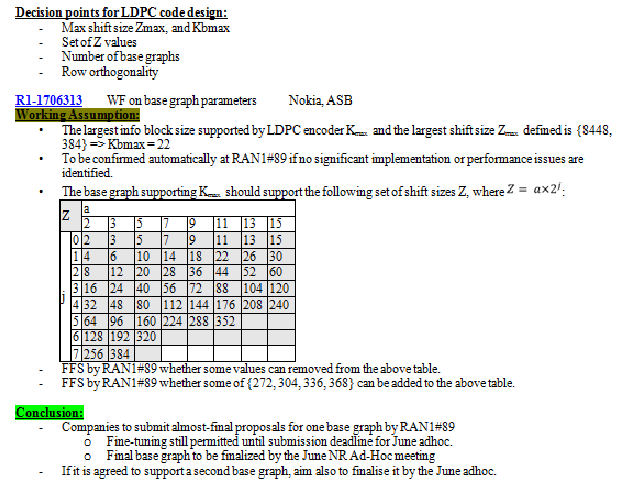 Decision points for LDPC code design:
- Max shift size Zmax, and Kbmax
- Set of Z values
- Number of base graphs
- Row orthogonality
R1-1706313 WF on base graph parameters Nokia, ASB
Working Assumption:
• The largest info block size supported by LDPC encoder Kmax and the largest shift size Zmax defined is {8448,
384} => Kbmax = 22
• To be confirmed automatically at RAN1#89 if no significant implementation or performance issues are
identified.
• The base graph supporting Kmax should support the following set of shift sizes Z, where Z = a×2^j:
Z a
2 3 5 7 9 11 13 15
j 0 2 3 5 7 9 11 13 15
1 4 6 10 14 18 22 26 30
2 8 12 20 28 36 44 52 60
3 16 24 40 56 72 88 104 120
4 32 48 80 112 144 176 208 240
5 64 96 160 224 288 352
6 128 192 320
7 256 384
- FFS by RAN1#89 whether some values can removed from the above table.
- FFS by RAN1#89 whether some of {272, 304, 336, 368} can be added to the above table.
Conclusion:
- Companies to submit almost-final proposals for one base graph by RAN1#89
o Fine-tuning still permitted until submission deadline for June adhoc.
o Final base graph to be finalized by the June NR Ad-Hoc meeting
- If it is agreed to support a second base graph, aim also to finalise it by the June adhoc.